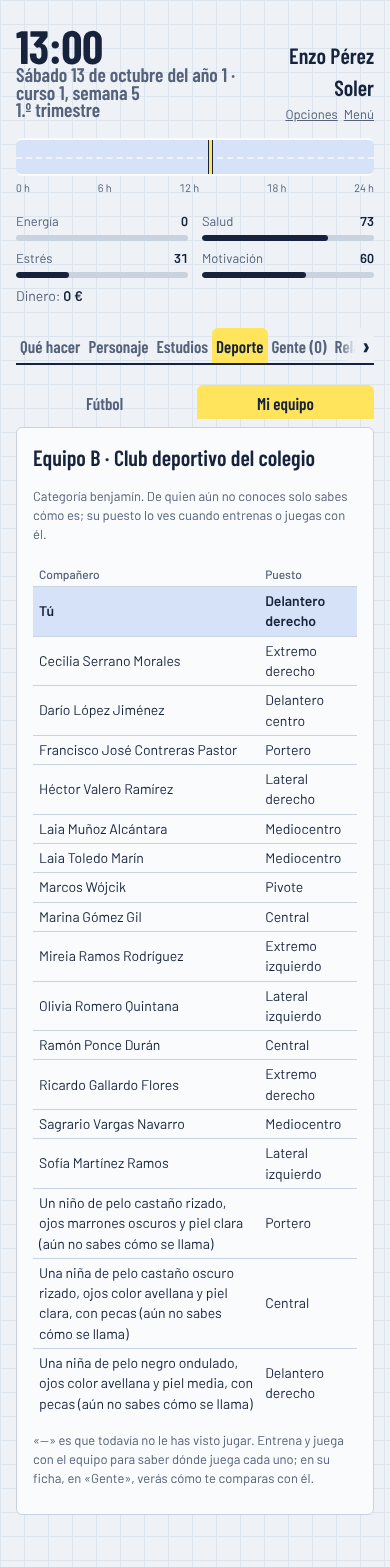 13:00
Sábado 13 de octubre del año 1 ·
curso 1, semana 5
1.º trimestre
Enzo Pérez
Soler
Opciones Menú
0 h 6 h 12 h 18 h 24 h
Energía 0 Salud 73
Estrés 31 Motivación 60
Dinero: 0 €
Qué hacer Personaje Estudios Deporte Gente (0) Rel ›
Fútbol Mi equipo
Equipo B · Club deportivo del colegio
Categoría benjamín. De quien aún no conoces solo sabes
cómo es; su puesto lo ves cuando entrenas o juegas con
él.
Compañero Puesto
Tú Delantero
derecho
Cecilia Serrano Morales Extremo
derecho
Darío López Jiménez Delantero
centro
Francisco José Contreras Pastor Portero
Héctor Valero Ramírez Lateral
derecho
Laia Muñoz Alcántara Mediocentro
Laia Toledo Marín Mediocentro
Marcos Wójcik Pivote
Marina Gómez Gil Central
Mireia Ramos Rodríguez Extremo
izquierdo
Olivia Romero Quintana Lateral
izquierdo
Ramón Ponce Durán Central
Ricardo Gallardo Flores Extremo
derecho
Sagrario Vargas Navarro Mediocentro
Sofía Martínez Ramos Lateral
izquierdo
Un niño de pelo castaño rizado,
ojos marrones oscuros y piel clara
(aún no sabes cómo se llama)
Portero
Una niña de pelo castaño oscuro
rizado, ojos color avellana y piel
clara, con pecas (aún no sabes
cómo se llama)
Central
Una niña de pelo negro ondulado,
ojos color avellana y piel media, con
pecas (aún no sabes cómo se llama)
Delantero
derecho
«—» es que todavía no le has visto jugar. Entrena y juega
con el equipo para saber dónde juega cada uno; en su
ficha, en «Gente», verás cómo te comparas con él.